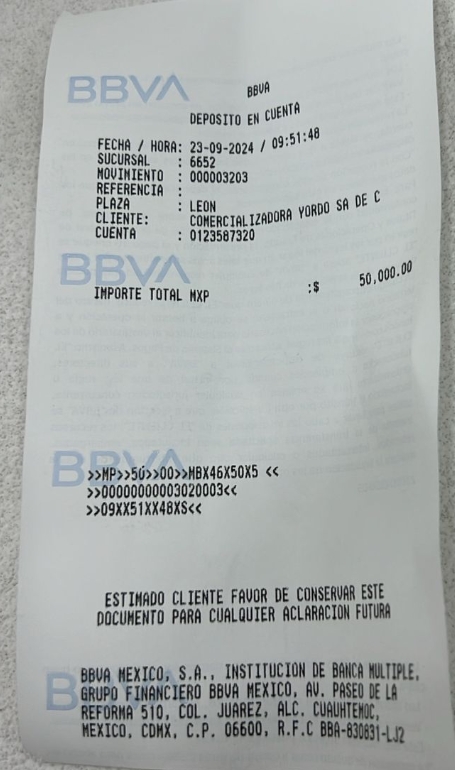 BBVA
BBVA
DEPOSITO EN CUENTA
FECHA / HORA: 23-09-2024 / 09:51:48
SUCURSAL : 6652
MOVIMIENTO : 000003203
REFERENCIA :
PLAZA : LEON
CLIENTE: COMERCIALIZADORA YORDO SA DE C
CUENTA : 0123587320
BBVA
IMPORTE TOTAL MXP :$ 50,000.00
BBVA
>>MP>>50>>00>>MBX46X50X5 <<
>>00000000003020003<<
>>09XX51XX48XS<<
ESTIMADO CLIENTE FAVOR DE CONSERVAR ESTE
DOCUMENTO PARA CUALQUIER ACLARACION FUTURA
BBVA MEXICO, S.A., INSTITUCION DE BANCA MULTIPLE,
GRUPO FINANCIERO BBVA MEXICO, AV. PASEO DE LA
REFORMA 510, COL. JUAREZ, ALC. CUAUHTEMOC,
MEXICO, CDMX, C.P. 06600, R.F.C BBA-830831-LJ2